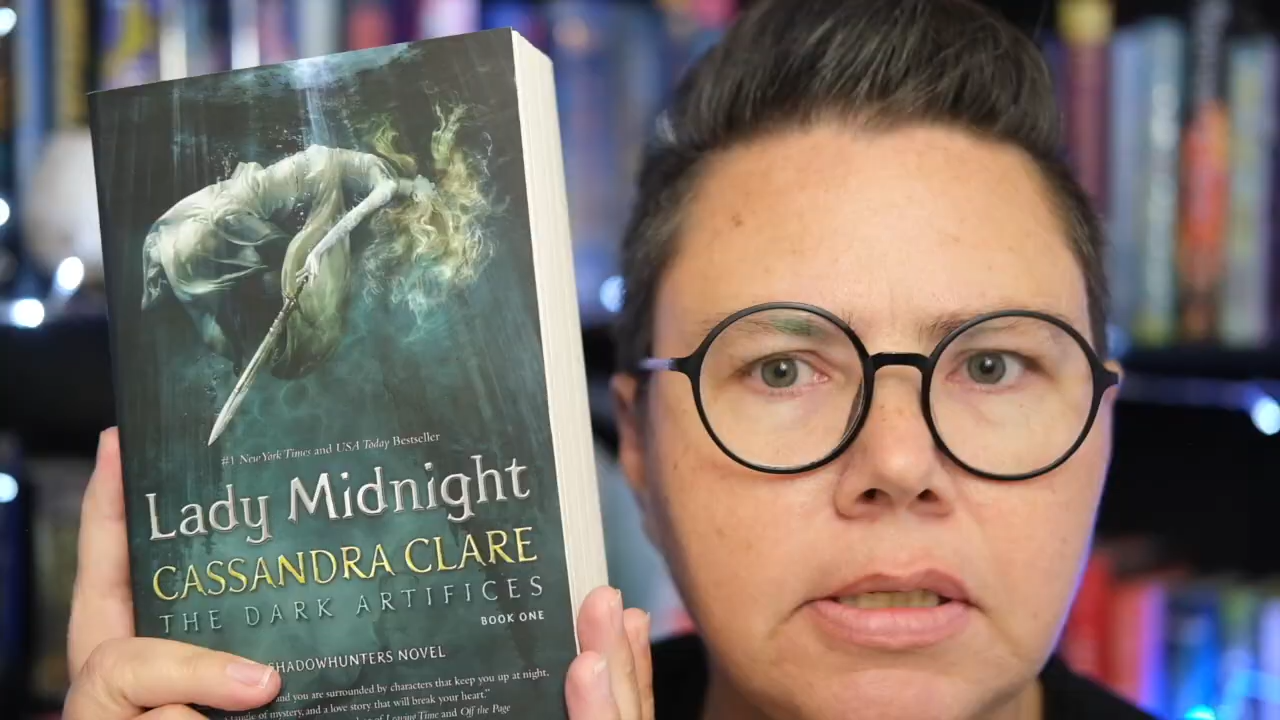 #1 New York Times and USA Today Bestseller
Lady Midnight
CASSANDRA CLARE
THE DARK ARTIFICES
BOOK ONE
SHADOWHUNTERS NOVEL
and you are surrounded by characters that keep you up at night,
of mystery, and a love story that will break your heart."
of Leaving Time and Off the Page